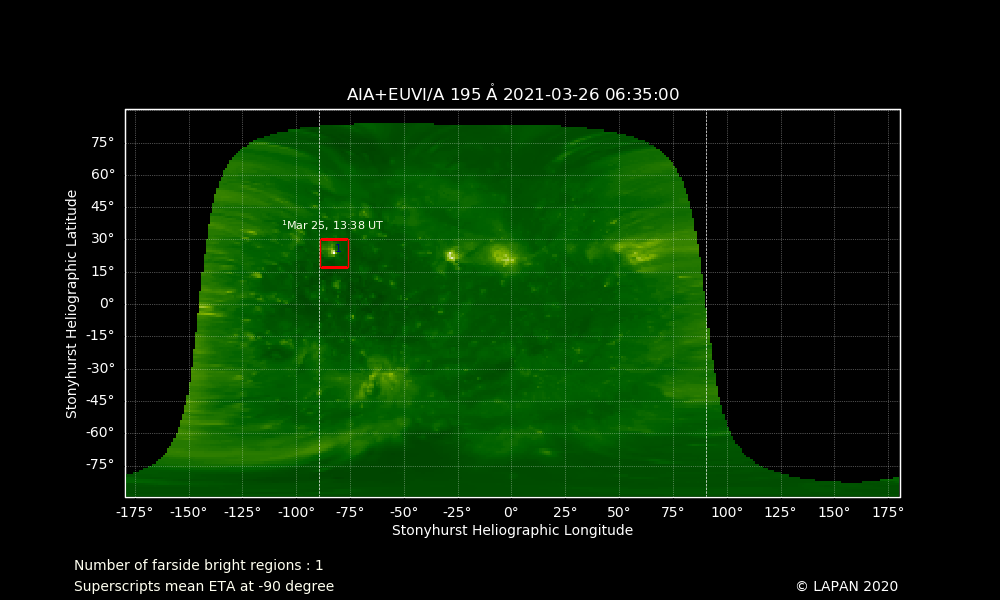 AIA+EUVI/A 195 Å 2021-03-26 06:35:00
Stonyhurst Heliographic Latitude
75°
60°
45°
30°
15°
0°
-15°
-30°
-45°
-60°
-75°
¹Mar 25, 13:38 UT
1
-175° -150° -125° -100° -75° -50° -25° 0° 25° 50° 75° 100° 125° 150° 175°
Stonyhurst Heliographic Longitude
Number of farside bright regions : 1
Superscripts mean ETA at -90 degree
© LAPAN 2020